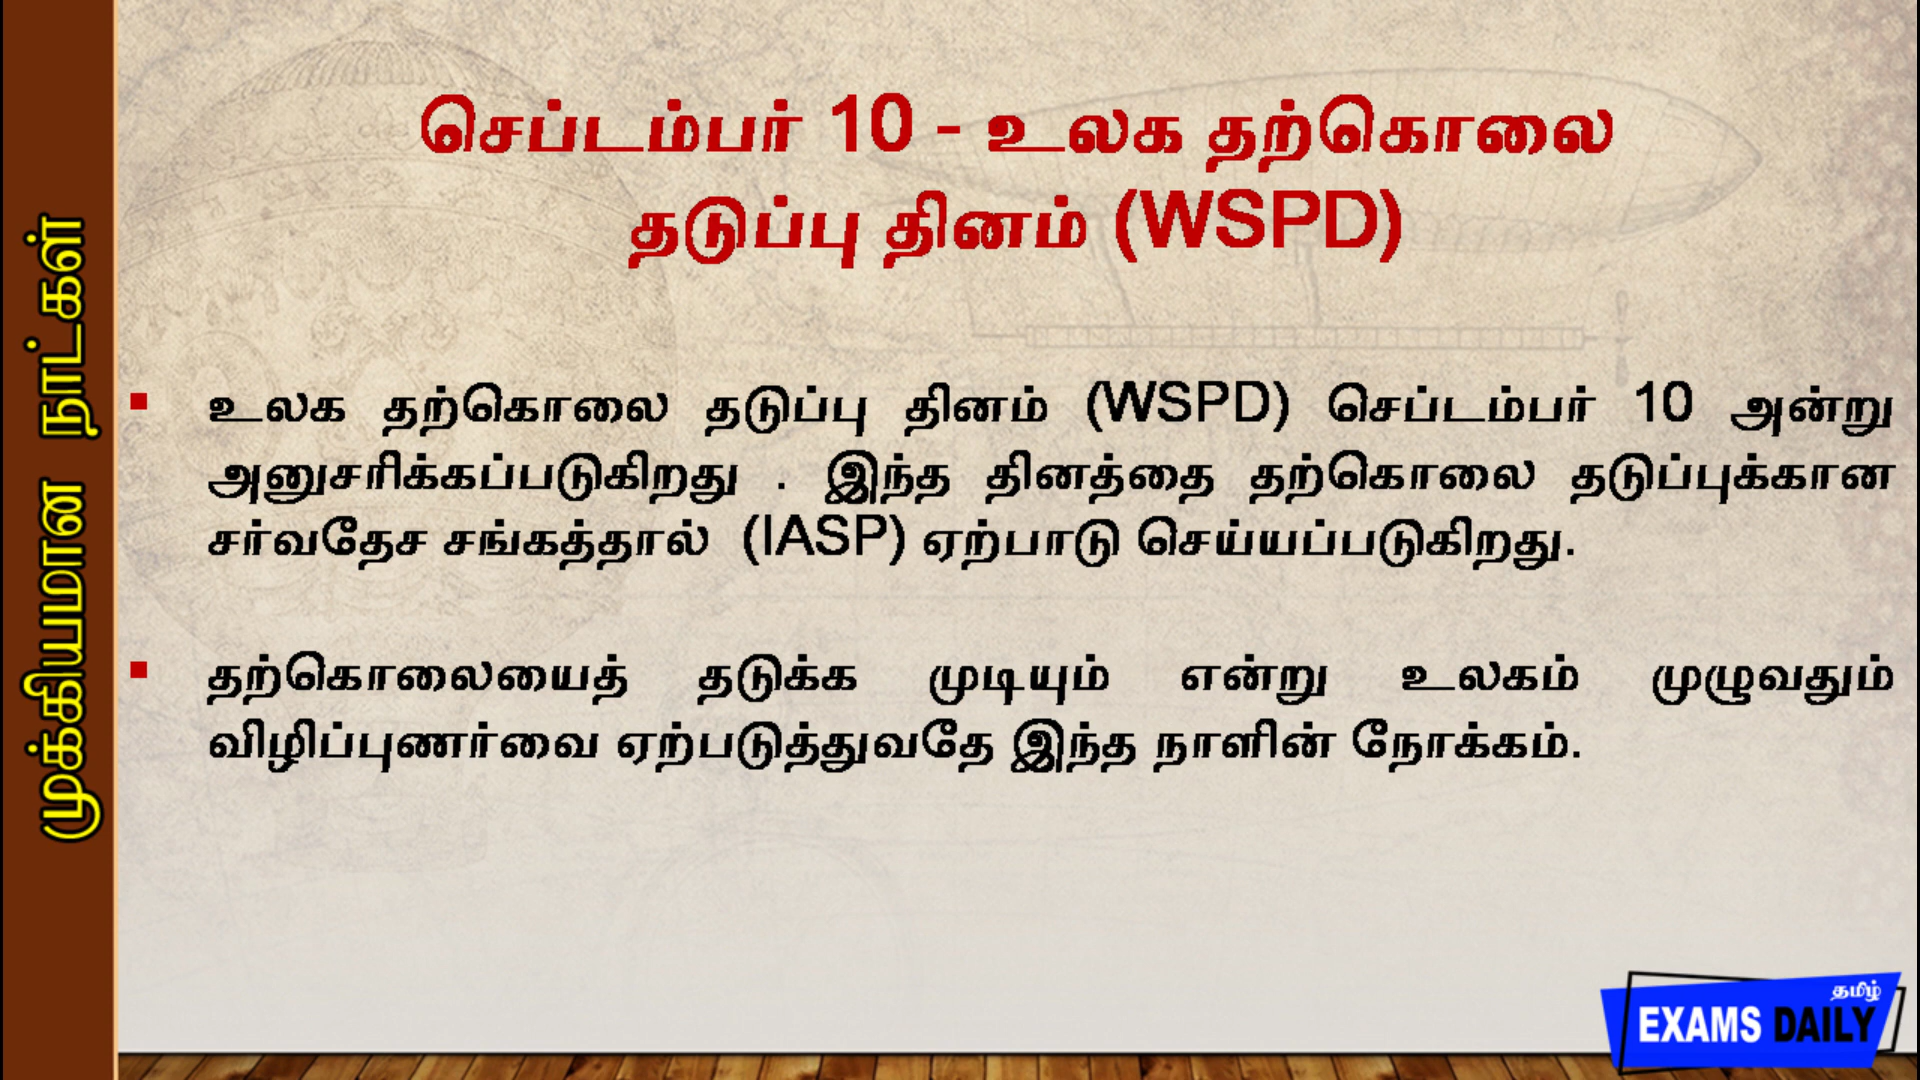 முக்கியமான நாட்கள்
செப்டம்பர் 10 - உலக தற்கொலை
தடுப்பு தினம் (WSPD)
▪ உலக தற்கொலை தடுப்பு தினம் (WSPD) செப்டம்பர் 10 அன்று
அனுசரிக்கப்படுகிறது . இந்த தினத்தை தற்கொலை தடுப்புக்கான
சர்வதேச சங்கத்தால் (IASP) ஏற்பாடு செய்யப்படுகிறது.
▪ தற்கொலையைத் தடுக்க முடியும் என்று உலகம் முழுவதும்
விழிப்புணர்வை ஏற்படுத்துவதே இந்த நாளின் நோக்கம்.
தமிழ்
EXAMS DAILY